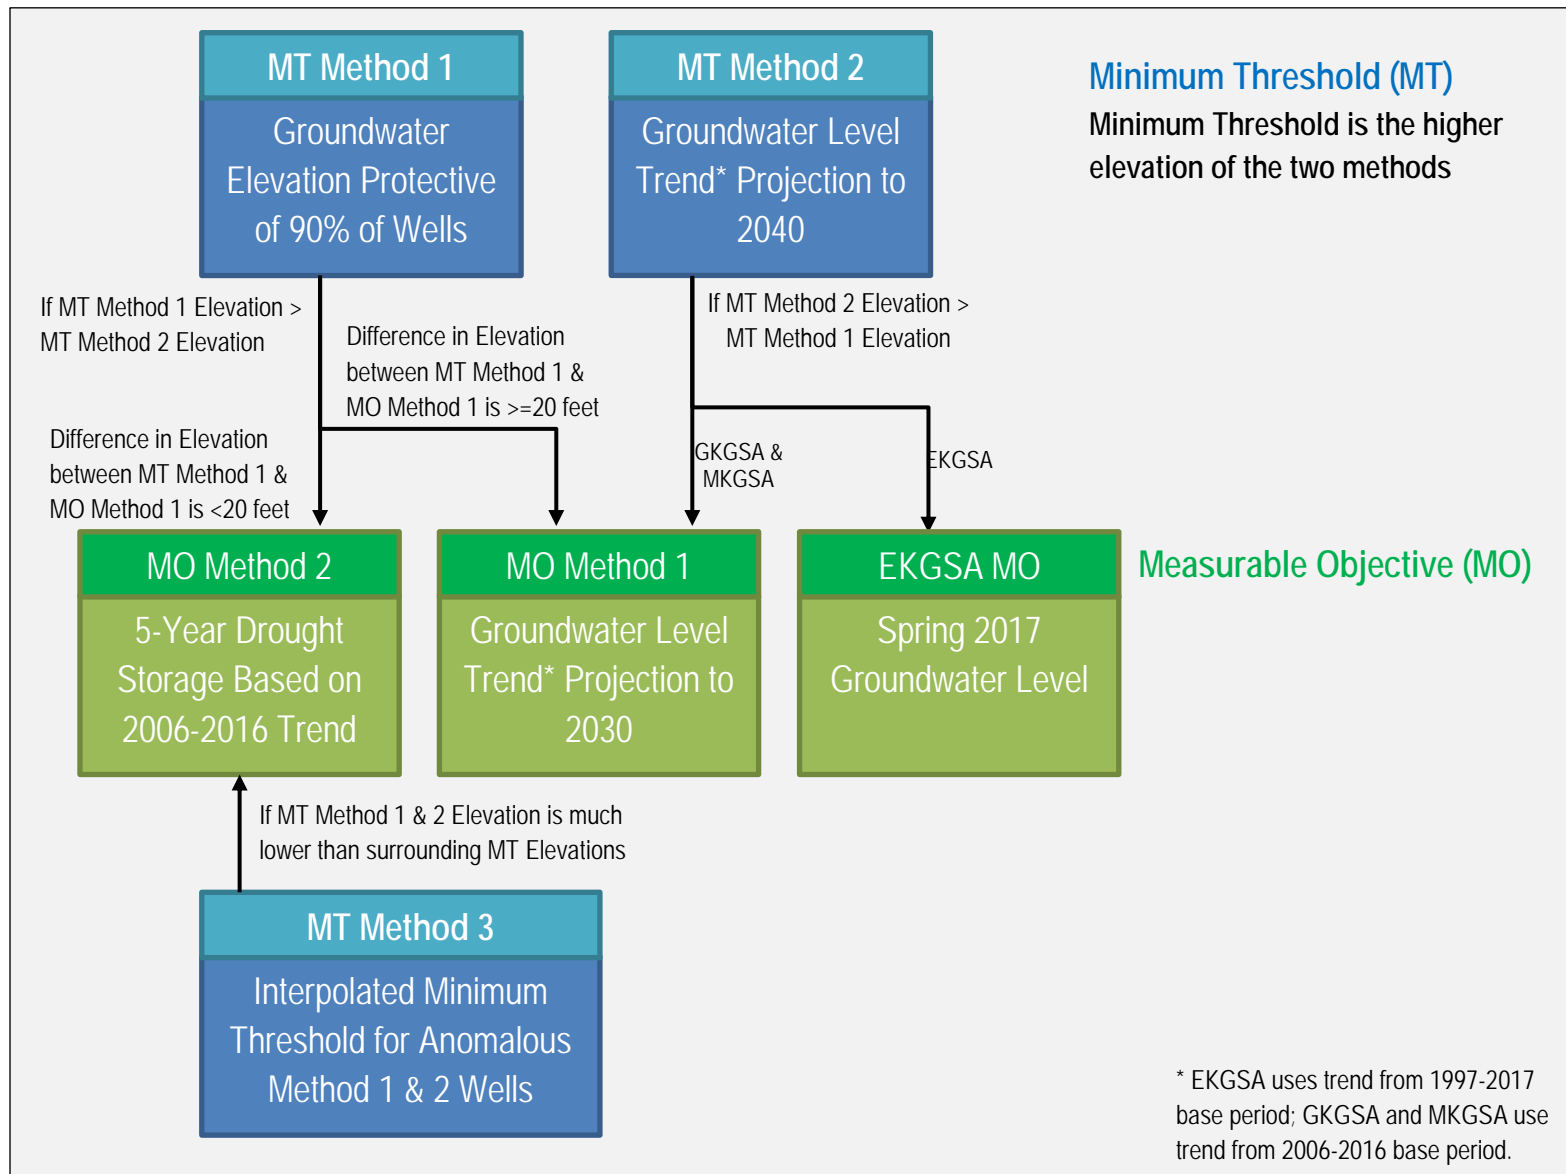 MT Method 1
Groundwater
Elevation Protective
of 90% of Wells
MT Method 2
Groundwater Level
Trend* Projection to
2040
Minimum Threshold (MT)
Minimum Threshold is the higher
elevation of the two methods
If MT Method 1 Elevation >
MT Method 2 Elevation
Difference in Elevation
between MT Method 1 &
MO Method 1 is >=20 feet
If MT Method 2 Elevation >
MT Method 1 Elevation
Difference in Elevation
between MT Method 1 &
MO Method 1 is <20 feet
GKGSA &
MKGSA
EKGSA
MO Method 2
5-Year Drought
Storage Based on
2006-2016 Trend
MO Method 1
Groundwater Level
Trend* Projection to
2030
EKGSA MO
Spring 2017
Groundwater Level
Measurable Objective (MO)
If MT Method 1 & 2 Elevation is much
lower than surrounding MT Elevations
MT Method 3
Interpolated Minimum
Threshold for Anomalous
Method 1 & 2 Wells
* EKGSA uses trend from 1997-2017
base period; GKGSA and MKGSA use
trend from 2006-2016 base period.